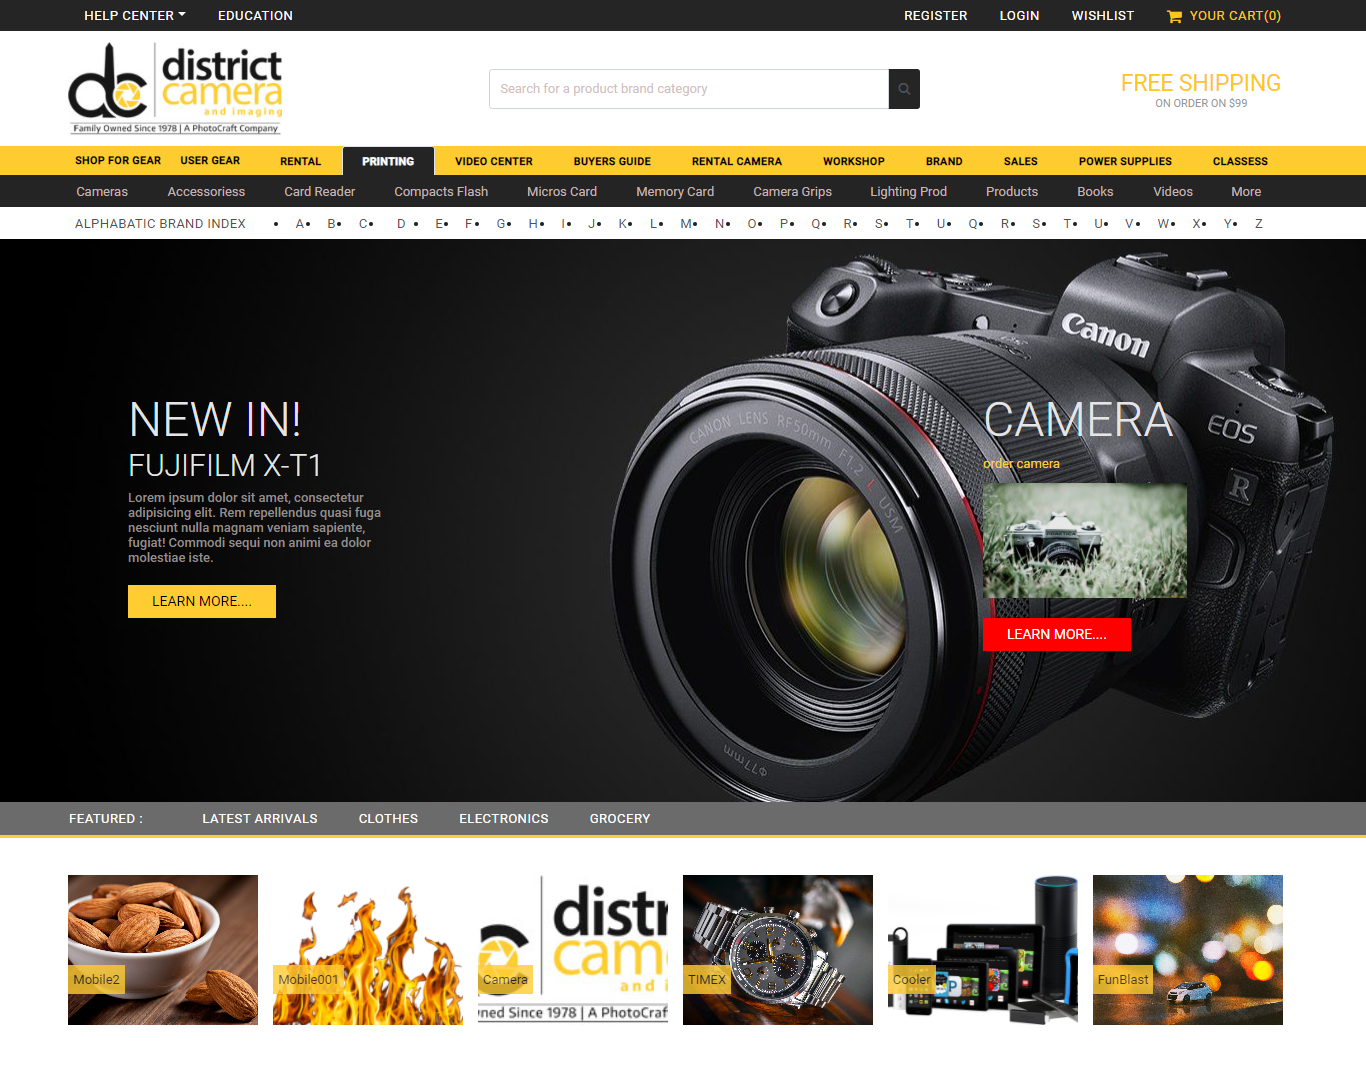 HELP CENTER EDUCATION REGISTER LOGIN WISHLIST YOUR CART(0)
dc district
camera
and imaging
Family Owned Since 1978 | A PhotoCraft Company
Search for a product brand category
FREE SHIPPING
ON ORDER ON $99
SHOP FOR GEAR USER GEAR RENTAL PRINTING VIDEO CENTER BUYERS GUIDE RENTAL CAMERA WORKSHOP BRAND SALES POWER SUPPLIES CLASSESS
Cameras Accessoriess Card Reader Compacts Flash Micros Card Memory Card Camera Grips Lighting Prod Products Books Videos More
ALPHABATIC BRAND INDEX • A • B • C • D • E • F • G • H • I • J • K • L • M • N • O • P • Q • R • S • T • U • Q • R • S • T • U • V • W • X • Y • Z
Canon
EOS
R
CANON LENS RF50mm F1.2 L USM
Φ77mm
NEW IN!
FUJIFILM X-T1
Lorem ipsum dolor sit amet, consectetur
adipisicing elit. Rem repellendus quasi fuga
nesciunt nulla magnam veniam sapiente,
fugiat! Commodi sequi non animi ea dolor
molestiae iste.
LEARN MORE....
CAMERA
order camera
PRAKTICA
LEARN MORE....
FEATURED : LATEST ARRIVALS CLOTHES ELECTRONICS GROCERY
Mobile2
Mobile001
distr
cam
and i
ned Since 1978 | A PhotoCraf
Camera
TIMEX
Cooler
FunBlast